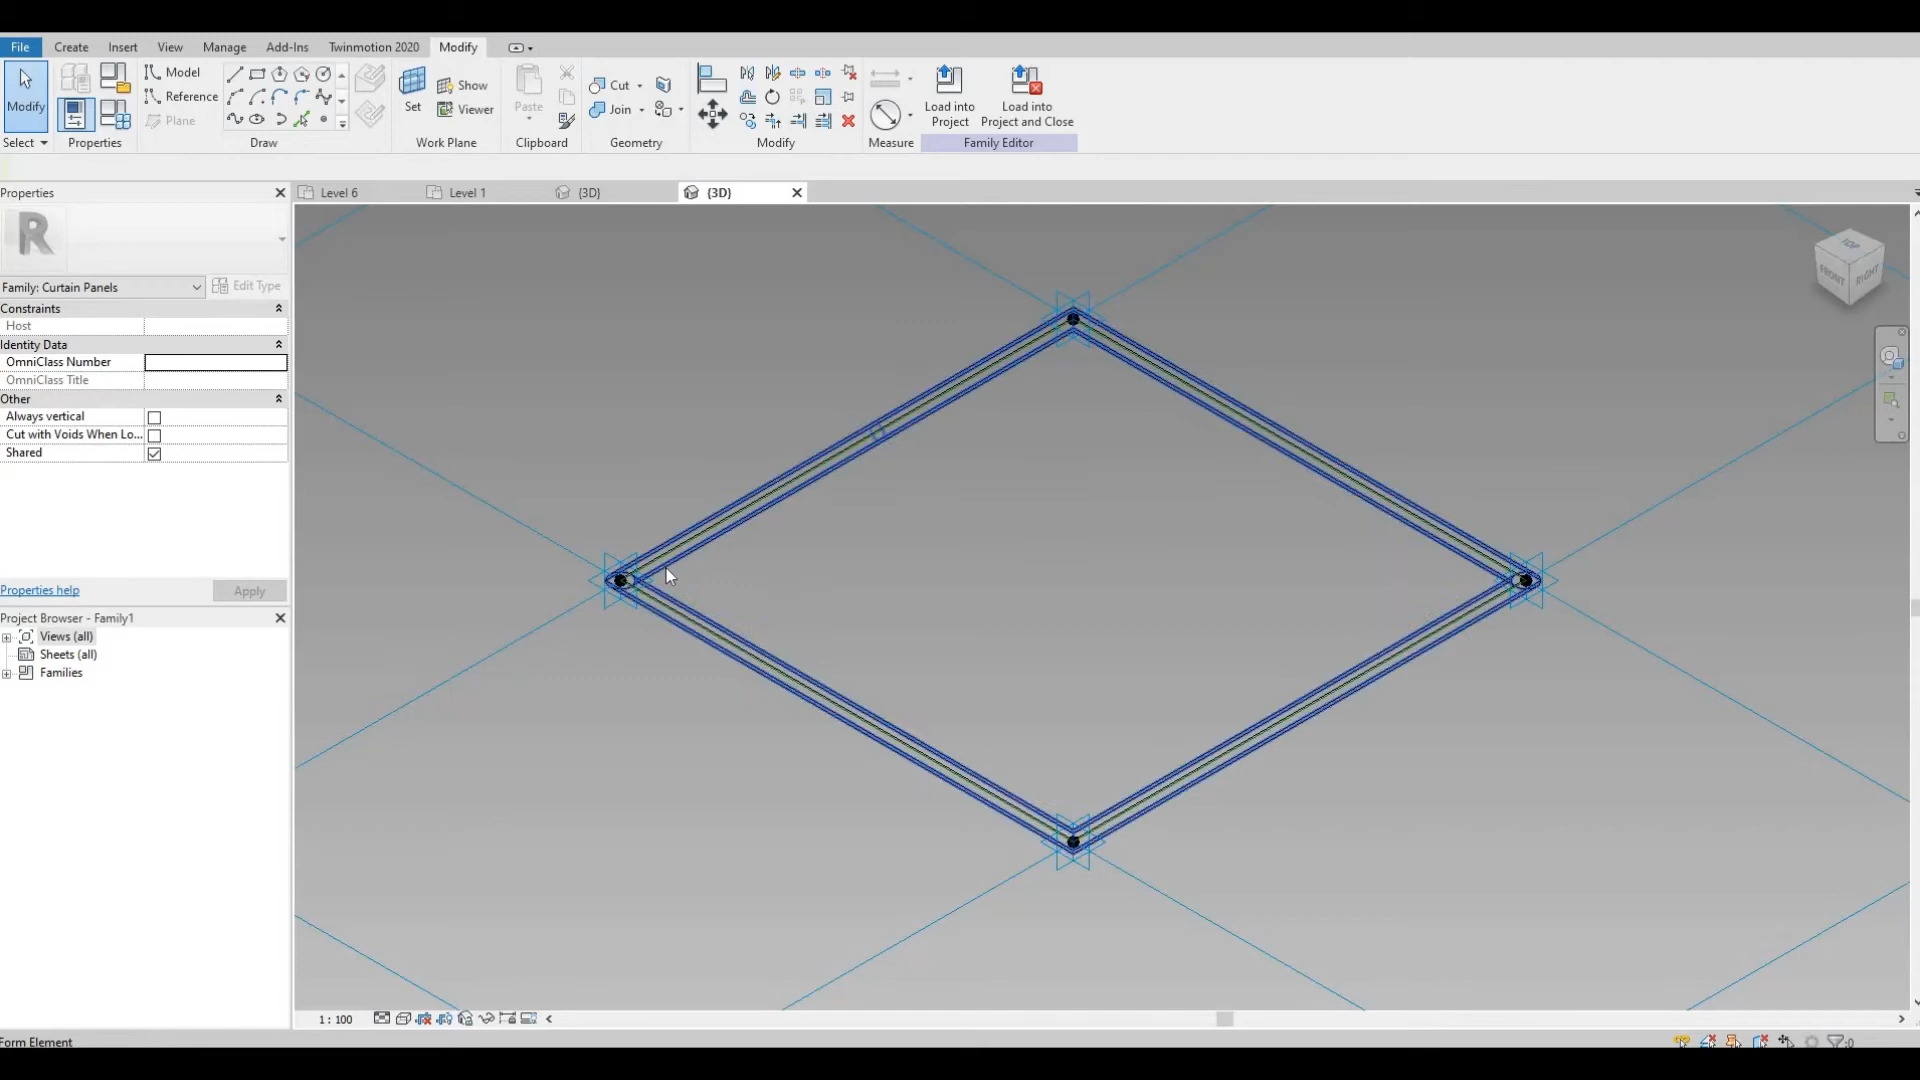 File Create Insert View Manage Add-Ins Twinmotion 2020 Modify
Modify
Model
Reference
Plane
Set
Show
Viewer
Paste
Cut
Join
Load into Project
Load into Project and Close
Select Properties Draw Work Plane Clipboard Geometry Modify Measure Family Editor
Properties
Level 6 Level 1 {3D} {3D}
R
Family: Curtain Panels Edit Type
Constraints
Host
Identity Data
OmniClass Number
OmniClass Title
Other
Always vertical
Cut with Voids When Lo...
Shared
Properties help Apply
Project Browser - Family1
Views (all)
Sheets (all)
Families
TOP
FRONT RIGHT
1 : 100
Form Element
:0